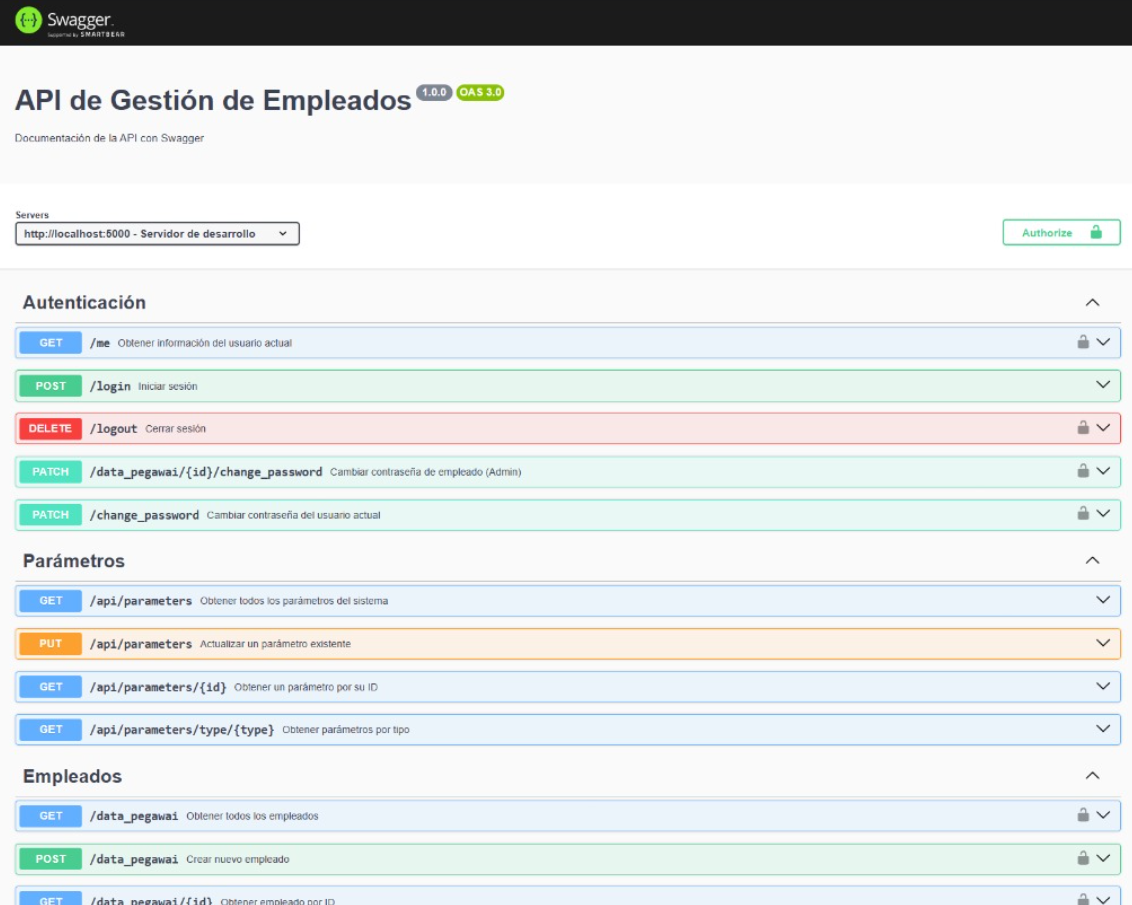 Swagger.
Supported by SMARTBEAR
API de Gestión de Empleados 1.0.0 OAS 3.0
Documentación de la API con Swagger
Servers
http://localhost:5000 - Servidor de desarrollo
Authorize
Autenticación
GET /me Obtener información del usuario actual
POST /login Iniciar sesión
DELETE /logout Cerrar sesión
PATCH /data_pegawai/{id}/change_password Cambiar contraseña de empleado (Admin)
PATCH /change_password Cambiar contraseña del usuario actual
Parámetros
GET /api/parameters Obtener todos los parámetros del sistema
PUT /api/parameters Actualizar un parámetro existente
GET /api/parameters/{id} Obtener un parámetro por su ID
GET /api/parameters/type/{type} Obtener parámetros por tipo
Empleados
GET /data_pegawai Obtener todos los empleados
POST /data_pegawai Crear nuevo empleado
GET /data_pegawai/{id} Obtener empleado por ID